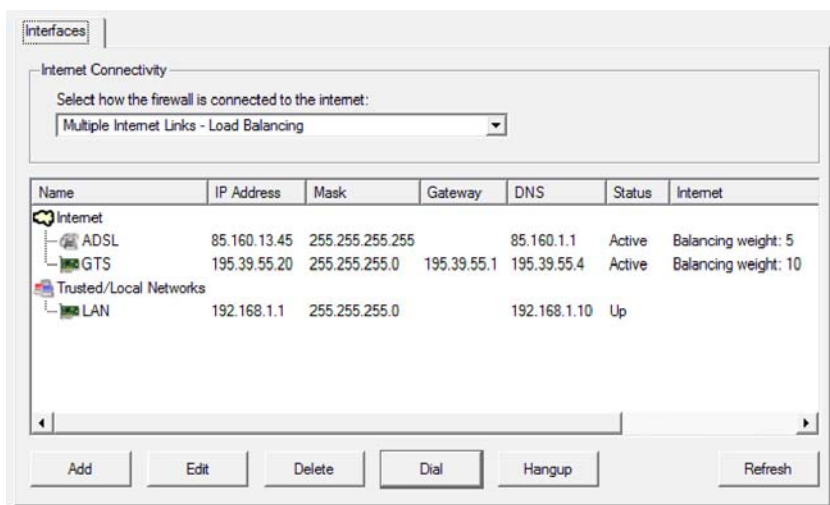 Interfaces
Internet Connectivity
Select how the firewall is connected to the internet:
Multiple Internet Links - Load Balancing
Name IP Address Mask Gateway DNS Status Internet
Internet
ADSL 85.160.13.45 255.255.255.255 85.160.1.1 Active Balancing weight: 5
GTS 195.39.55.20 255.255.255.0 195.39.55.1 195.39.55.4 Active Balancing weight: 10
Trusted/Local Networks
LAN 192.168.1.1 255.255.255.0 192.168.1.10 Up
Add Edit Delete Dial Hangup Refresh